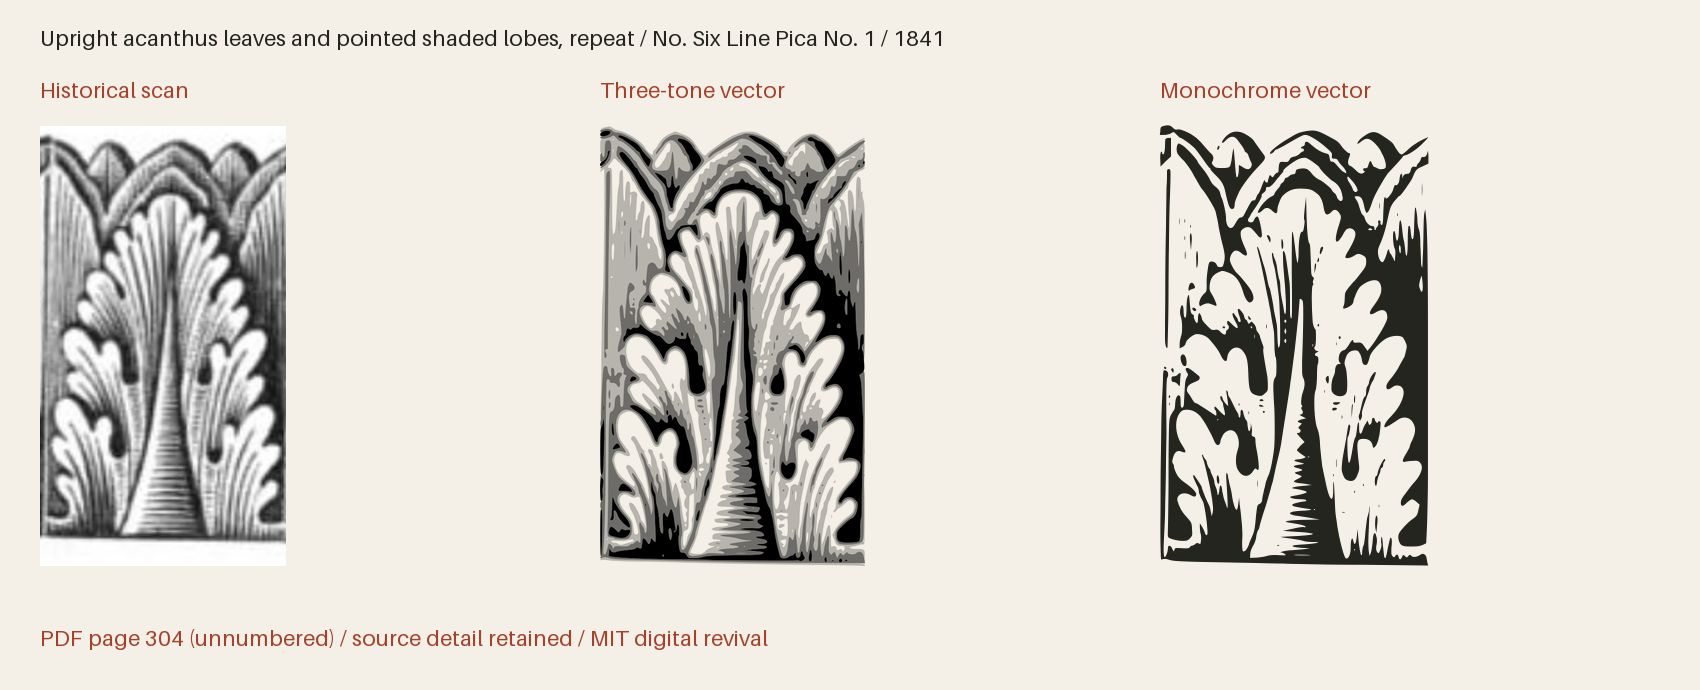 Upright acanthus leaves and pointed shaded lobes, repeat / No. Six Line Pica No. 1 / 1841
Historical scan
Three-tone vector
Monochrome vector
PDF page 304 (unnumbered) / source detail retained / MIT digital revival